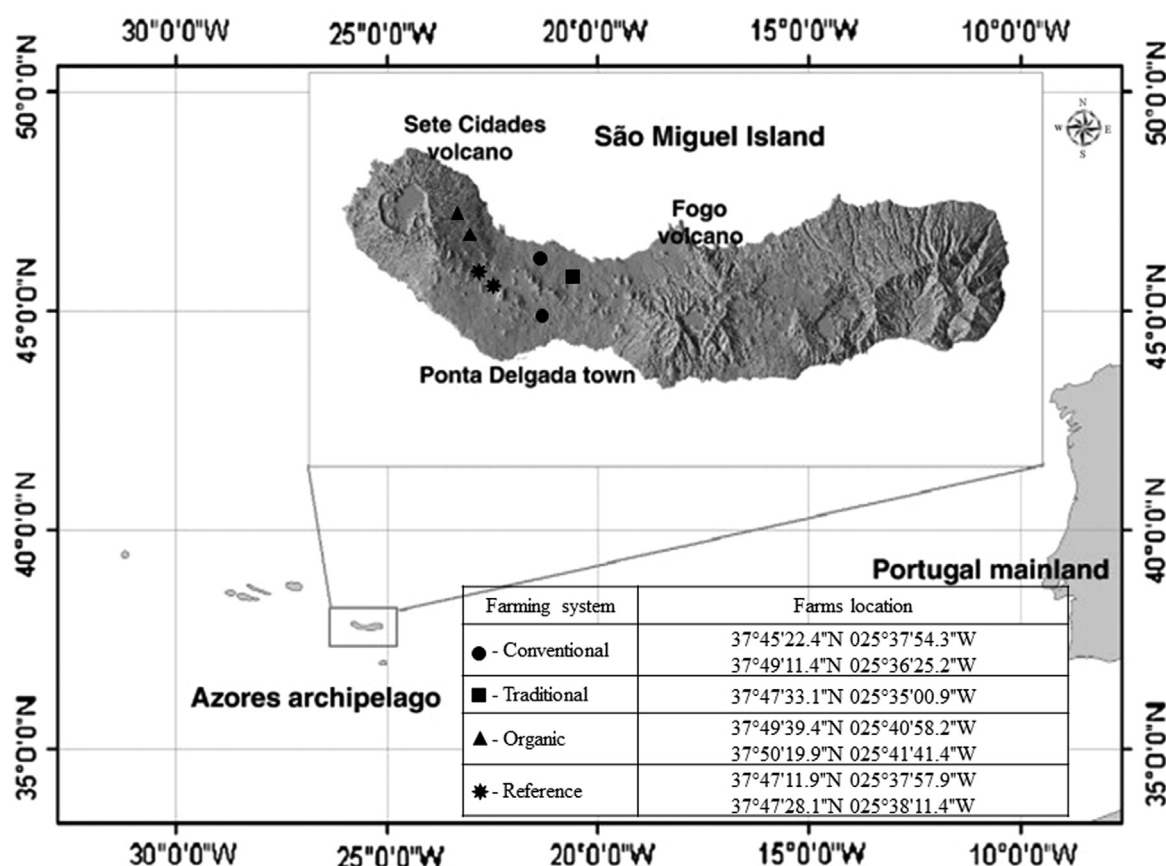 30°0'0"W 25°0'0"W 20°0'0"W 15°0'0"W 10°0'0"W
50°0'0"N
50°0'0"N
N
W E
S
Sete Cidades
volcano
São Miguel Island
Fogo
volcano
45°0'0"N
45°0'0"N
Ponta Delgada town
40°0'0"N
40°0'0"N
Portugal mainland
Azores archipelago
Farming system Farms location
- Conventional 37°45'22.4"N 025°37'54.3"W
37°49'11.4"N 025°36'25.2"W
- Traditional 37°47'33.1"N 025°35'00.9"W
- Organic 37°49'39.4"N 025°40'58.2"W
37°50'19.9"N 025°41'41.4"W
- Reference 37°47'11.9"N 025°37'57.9"W
37°47'28.1"N 025°38'11.4"W
35°0'0"N
35°0'0"N
30°0'0"W 25°0'0"W 20°0'0"W 15°0'0"W 10°0'0"W